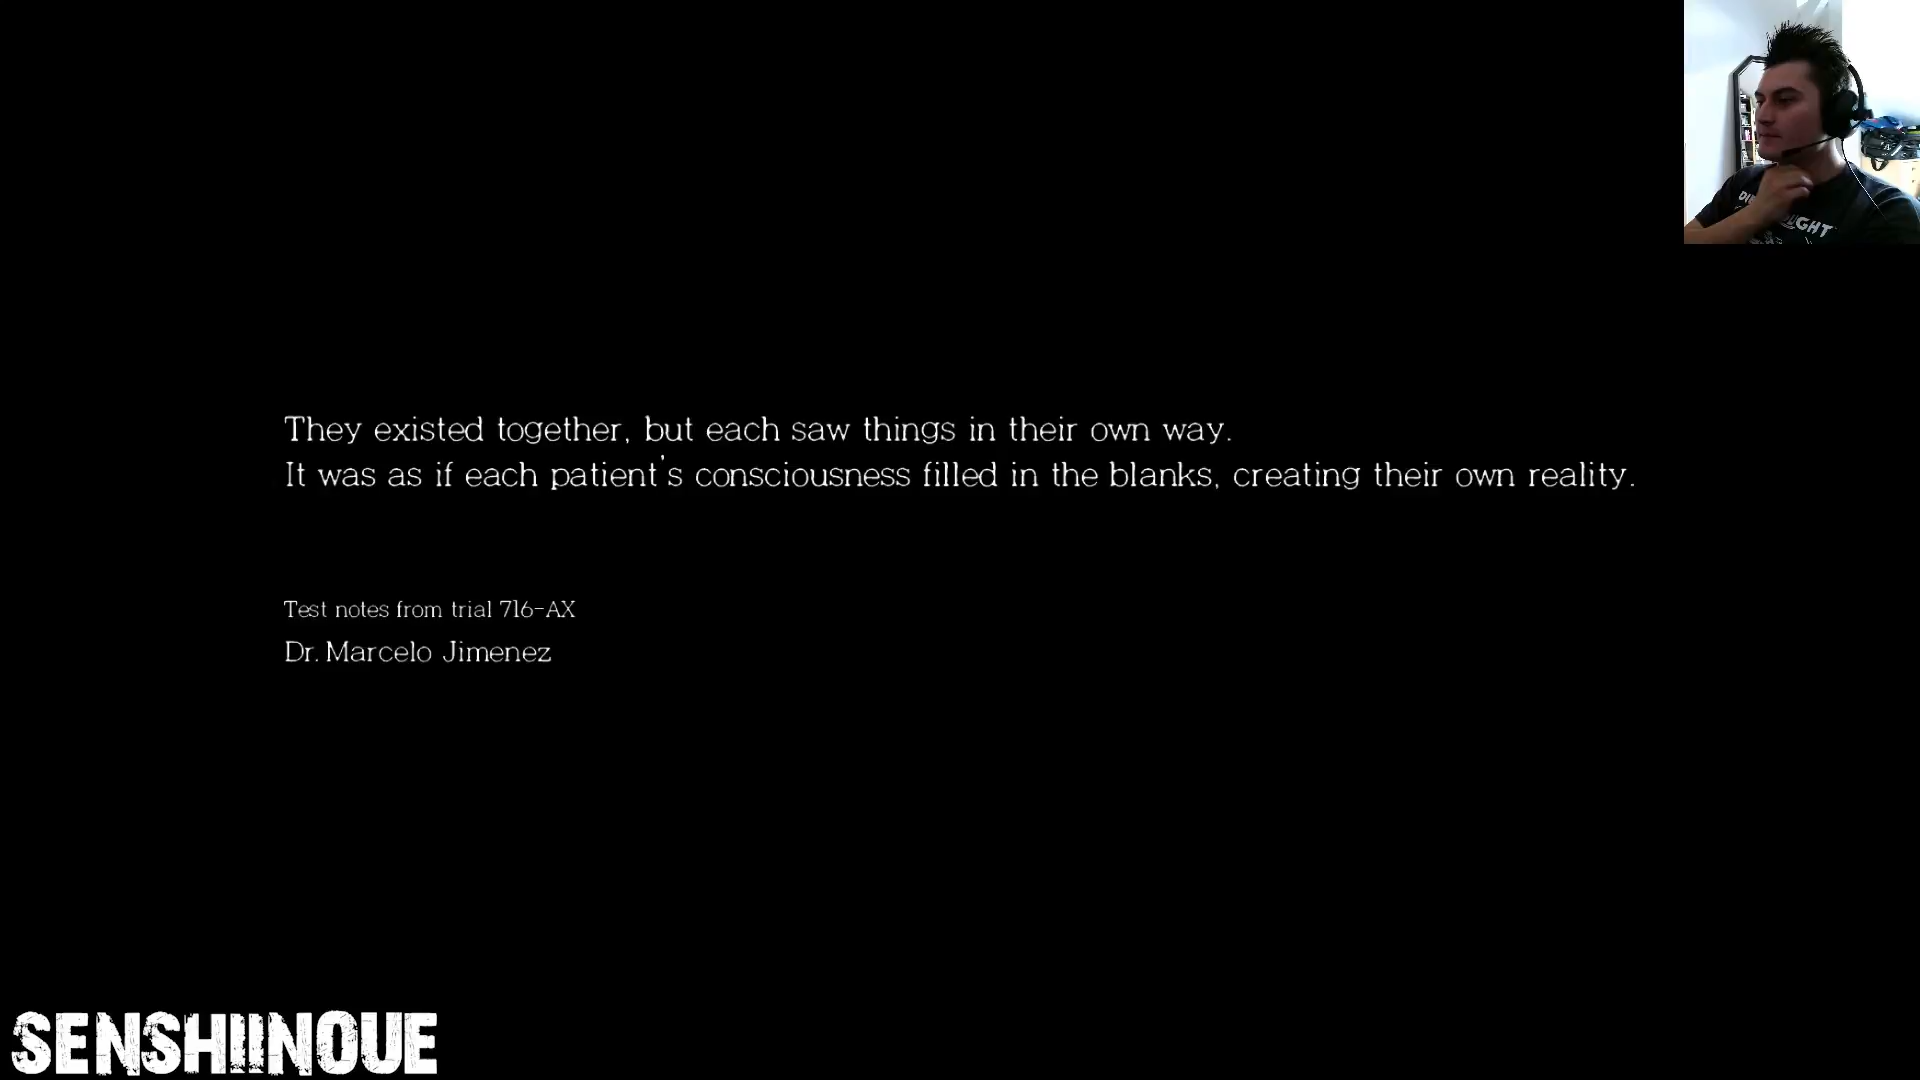 They existed together, but each saw things in their own way.
It was as if each patient's consciousness filled in the blanks, creating their own reality.
Test notes from trial 716-AX
Dr. Marcelo Jimenez
SENSHIINOUE